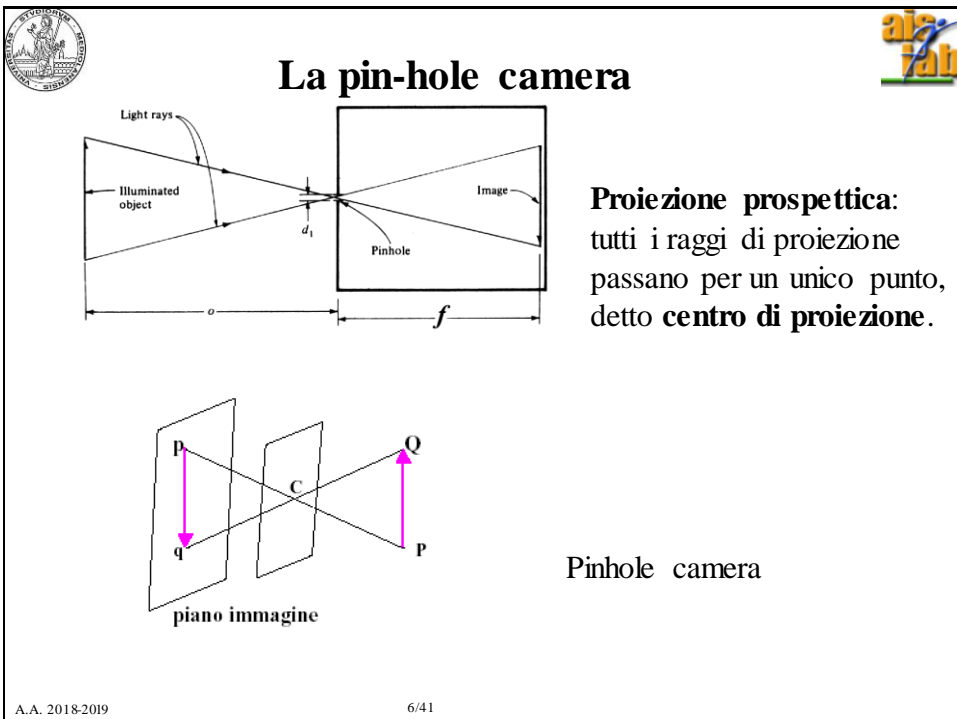 La pin-hole camera
Light rays
Illuminated
object
d1
Pinhole
Image
o
f
Proiezione prospettica:
tutti i raggi di proiezione
passano per un unico punto,
detto centro di proiezione.
p
Q
C
q
P
piano immagine
Pinhole camera
A.A. 2018-2019
6/41